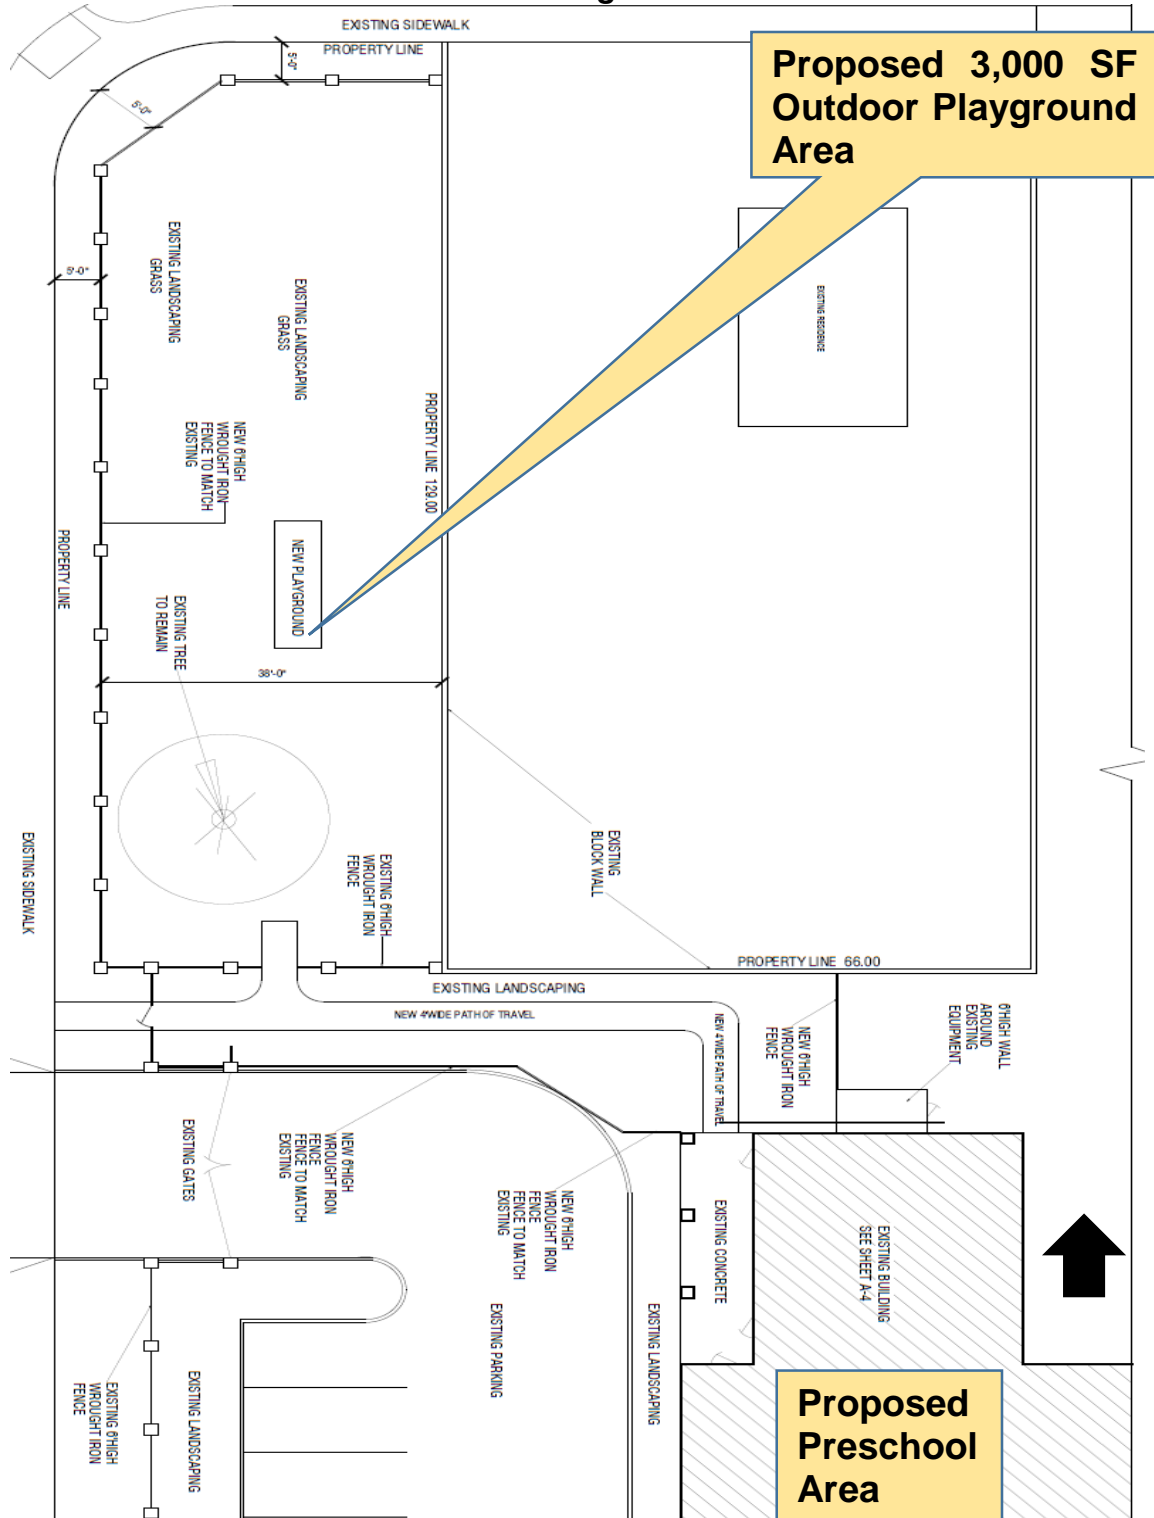 EXISTING SIDEWALK
PROPERTY LINE
5'-0"
Proposed 3,000 SF
Outdoor Playground
Area
5'-0"
EXISTING LANDSCAPING
GRASS
5'-0"
EXISTING LANDSCAPING
GRASS
EXISTING RESIDENCE
PROPERTY LINE 129.00
NEW 6'HIGH
WROUGHT IRON
FENCE TO MATCH
EXISTING
PROPERTY LINE
NEW PLAYGROUND
EXISTING TREE
TO REMAIN
38'-0"
EXISTING SIDEWALK
EXISTING 6'HIGH
WROUGHT IRON
FENCE
EXISTING
BLOCK WALL
PROPERTY LINE 66.00
EXISTING LANDSCAPING
NEW 4'WIDE PATH OF TRAVEL
NEW 4'WIDE PATH OF TRAVEL
NEW 6'HIGH
WROUGHT IRON
FENCE
6'HIGH WALL
AROUND
EXISTING
EQUIPMENT
EXISTING GATES
NEW 6'HIGH
WROUGHT IRON
FENCE
FENCE TO MATCH
EXISTING
NEW 6'HIGH
WROUGHT IRON
FENCE
FENCE TO MATCH
EXISTING
EXISTING CONCRETE
EXISTING BUILDING
SEE SHEET A-4
EXISTING PARKING
EXISTING LANDSCAPING
EXISTING 6'HIGH
WROUGHT IRON
FENCE
EXISTING LANDSCAPING
Proposed
Preschool
Area